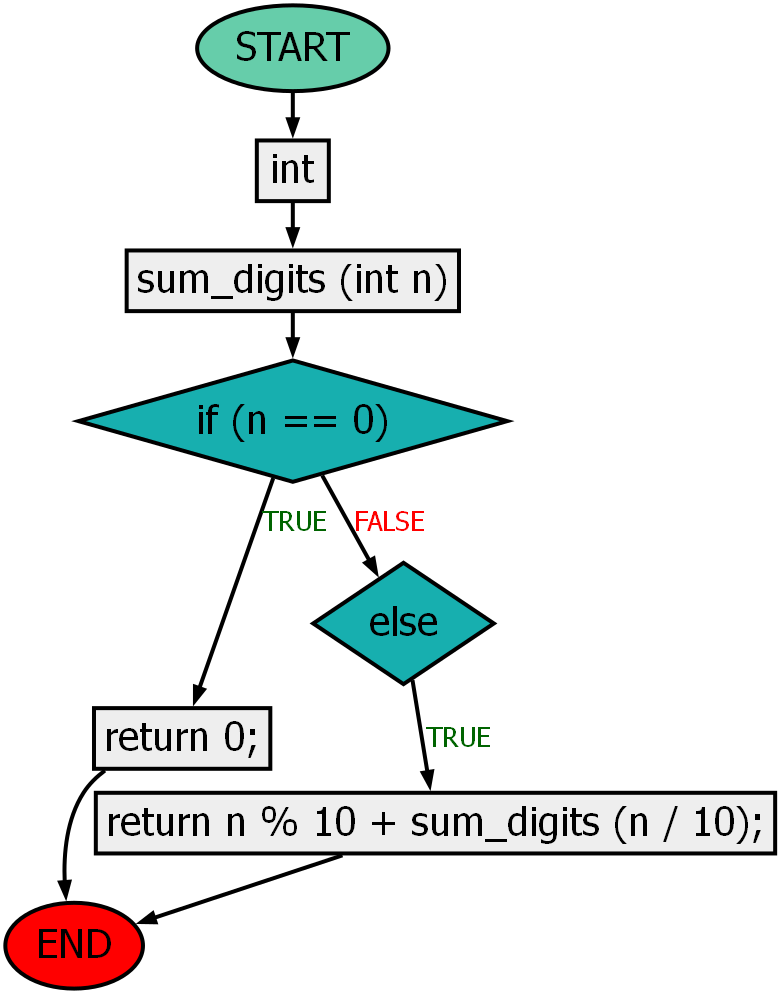 START
int
sum_digits (int n)
if (n == 0)
TRUE
FALSE
else
return 0;
TRUE
return n % 10 + sum_digits (n / 10);
END